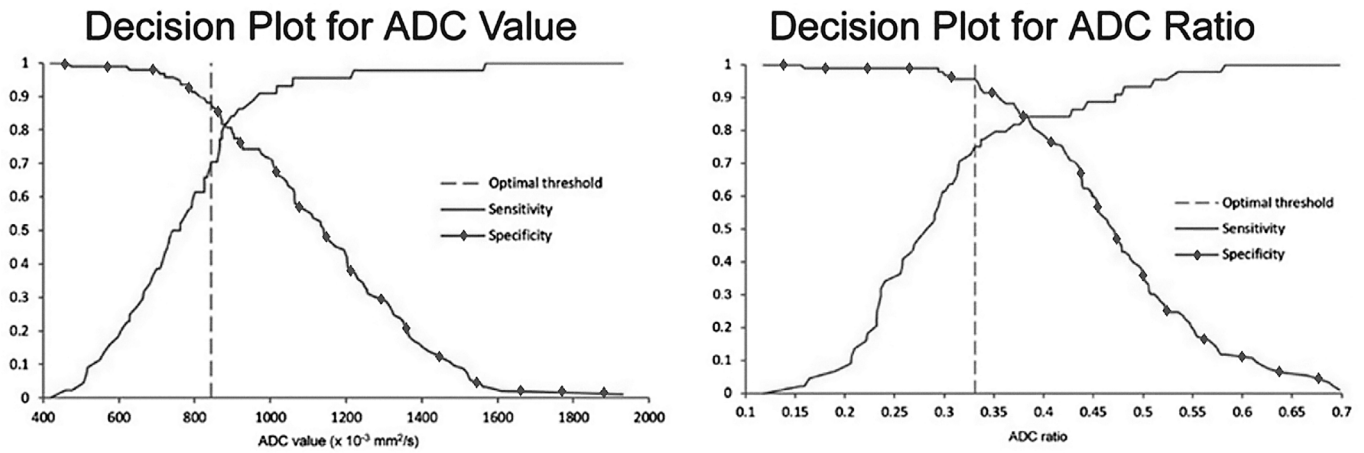 Decision Plot for ADC Value
1
0.9
0.8
0.7
0.6
0.5
0.4
0.3
0.2
0.1
0
Optimal threshold
Sensitivity
Specificity
400 600 800 1000 1200 1400 1600 1800 2000
ADC value (x 10⁻³ mm²/s)
Decision Plot for ADC Ratio
1
0.9
0.8
0.7
0.6
0.5
0.4
0.3
0.2
0.1
0
Optimal threshold
Sensitivity
Specificity
0.1 0.15 0.2 0.25 0.3 0.35 0.4 0.45 0.5 0.55 0.6 0.65 0.7
ADC ratio